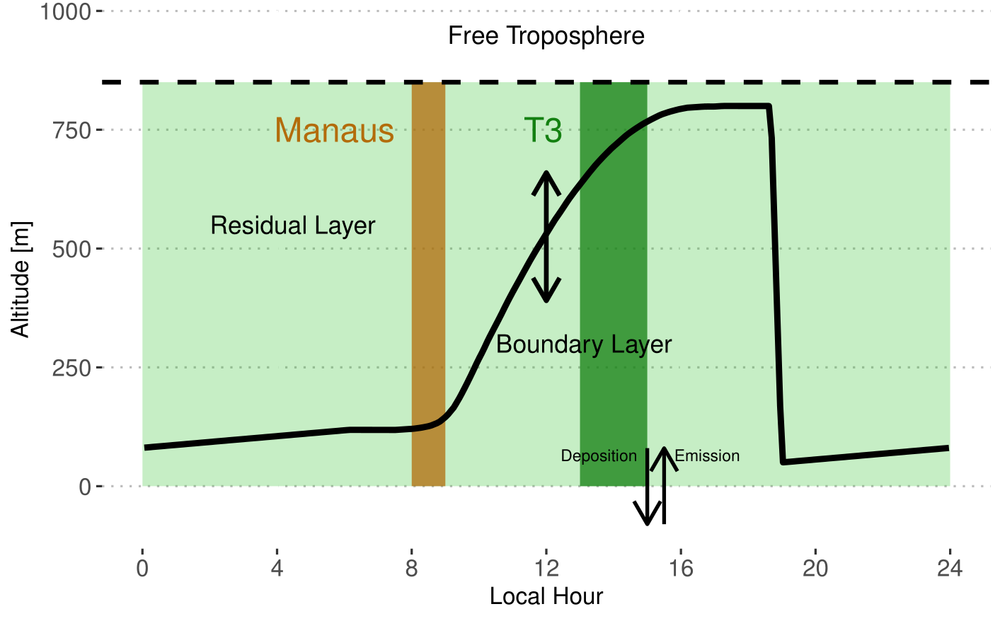 1000
Free Troposphere
Manaus
T3
750
Residual Layer
500
Altitude [m]
Boundary Layer
250
Deposition
Emission
0
0 4 8 12 16 20 24
Local Hour